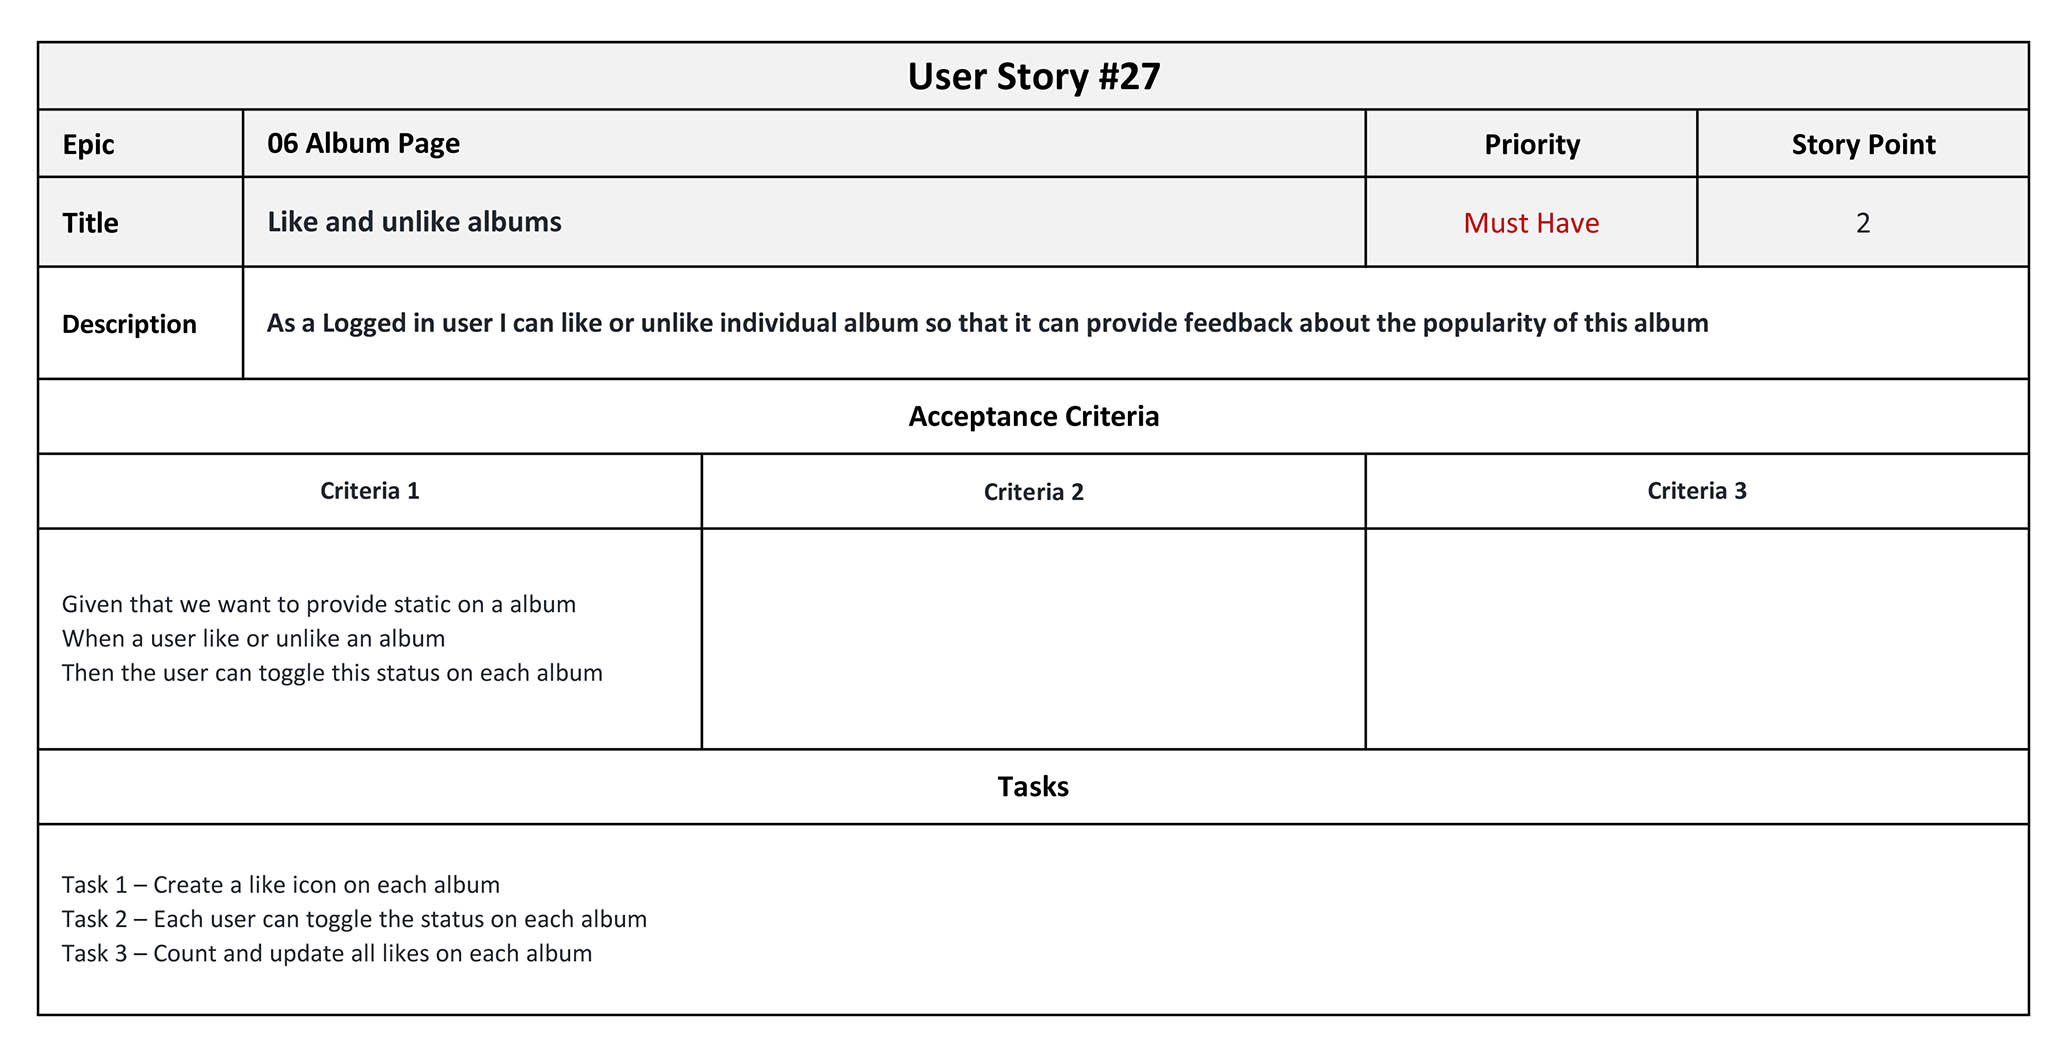 User Story #27
Epic
06 Album Page
Priority
Story Point
Title
Like and unlike albums
Must Have
2
Description
As a Logged in user I can like or unlike individual album so that it can provide feedback about the popularity of this album
Acceptance Criteria
Criteria 1
Criteria 2
Criteria 3
Given that we want to provide static on a album
When a user like or unlike an album
Then the user can toggle this status on each album
Tasks
Task 1 – Create a like icon on each album
Task 2 – Each user can toggle the status on each album
Task 3 – Count and update all likes on each album